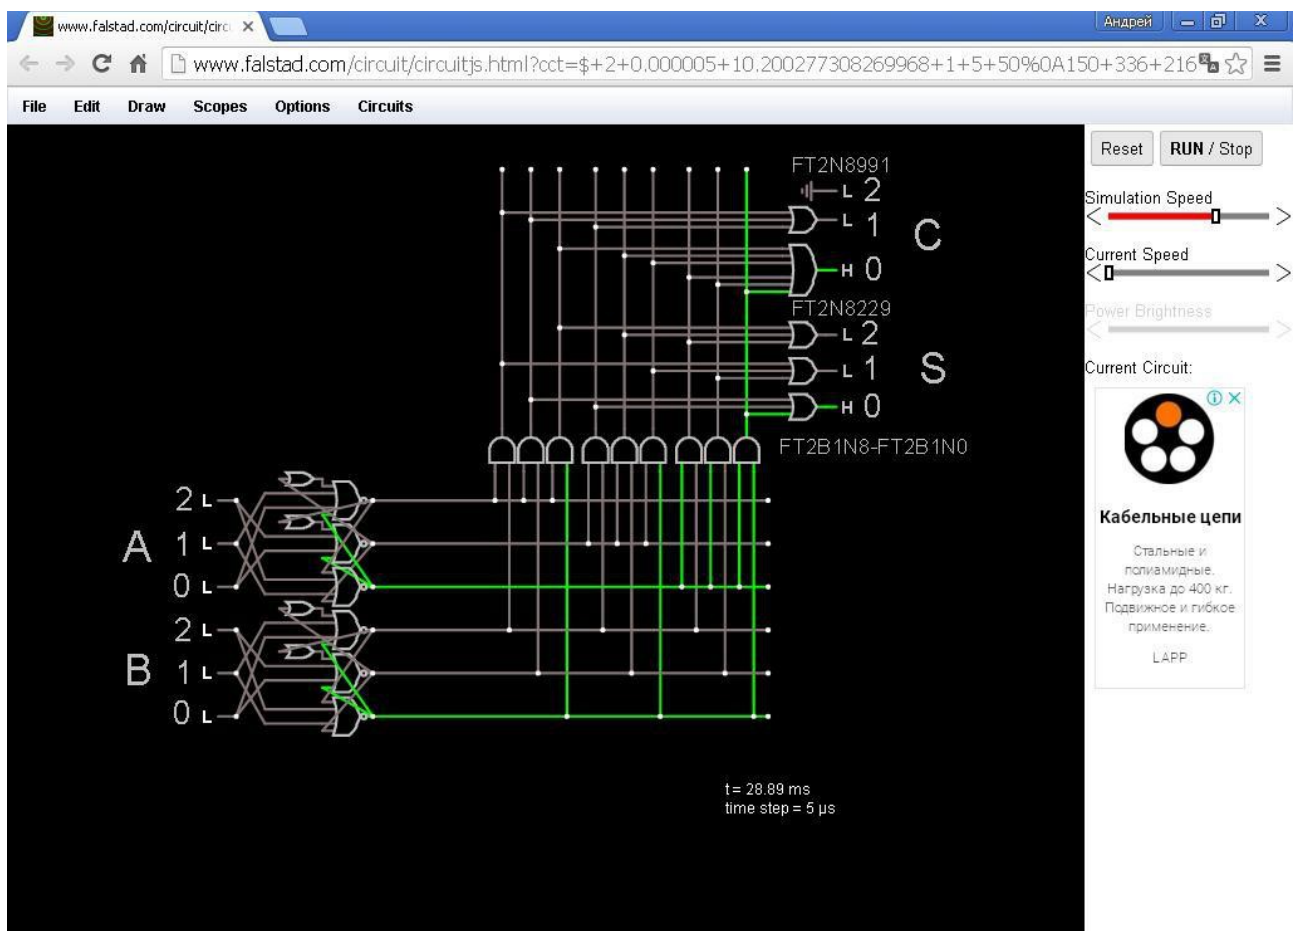 www.falstad.com/circuit/circ
Андрей
www.falstad.com/circuit/circuitjs.html?cct=$+2+0.000005+10.200277308269968+1+5+50%0A150+336+216
File Edit Draw Scopes Options Circuits
Reset RUN / Stop
Simulation Speed
Current Speed
Power Brightness
Current Circuit:
Кабельные цепи
Стальные и
полиамидные.
Нагрузка до 400 кг.
Подвижное и гибкое
применение.
LAPP
FT2N8991
L 2
L 1
C
H 0
FT2N8229
L 2
L 1
S
H 0
FT2B1N8-FT2B1N0
2 L
A 1 L
0 L
2 L
B 1 L
0 L
t = 28.89 ms
time step = 5 µs